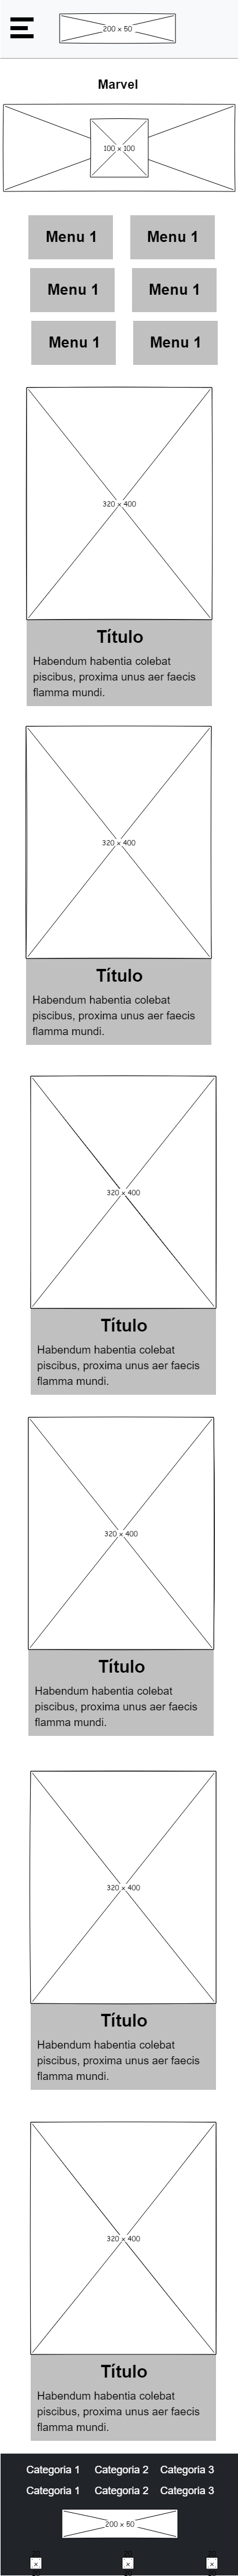 200 x 50
Marvel
100 x 100
Menu 1 Menu 1
Menu 1 Menu 1
Menu 1 Menu 1
320 x 400
Título
Habendum habentia colebat
piscibus, proxima unus aer faecis
flamma mundi.
320 x 400
Título
Habendum habentia colebat
piscibus, proxima unus aer faecis
flamma mundi.
320 x 400
Título
Habendum habentia colebat
piscibus, proxima unus aer faecis
flamma mundi.
320 x 400
Título
Habendum habentia colebat
piscibus, proxima unus aer faecis
flamma mundi.
320 x 400
Título
Habendum habentia colebat
piscibus, proxima unus aer faecis
flamma mundi.
320 x 400
Título
Habendum habentia colebat
piscibus, proxima unus aer faecis
flamma mundi.
Categoria 1 Categoria 2 Categoria 3
Categoria 1 Categoria 2 Categoria 3
200 x 50
x x x